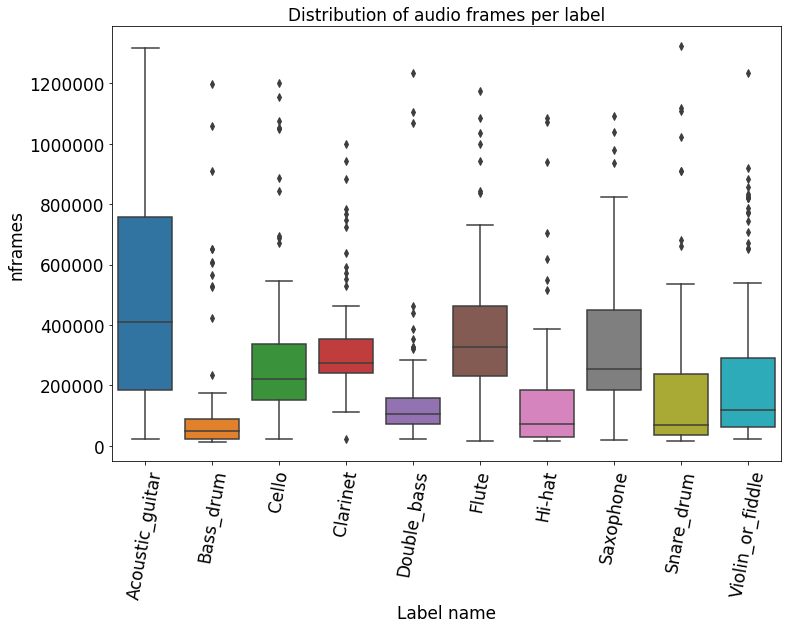 Distribution of audio frames per label
nframes
1200000
1000000
800000
600000
400000
200000
0
Acoustic_guitar
Bass_drum
Cello
Clarinet
Double_bass
Flute
Hi-hat
Saxophone
Snare_drum
Violin_or_fiddle
Label name